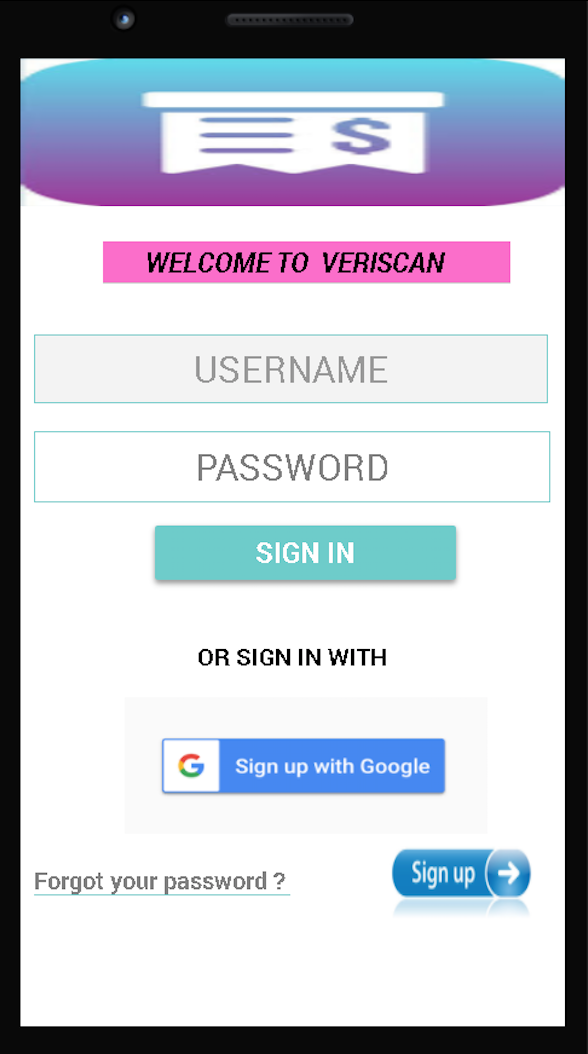 $
WELCOME TO VERISCAN
USERNAME
PASSWORD
SIGN IN
OR SIGN IN WITH
G
Sign up with Google
Forgot your password ?
Sign up